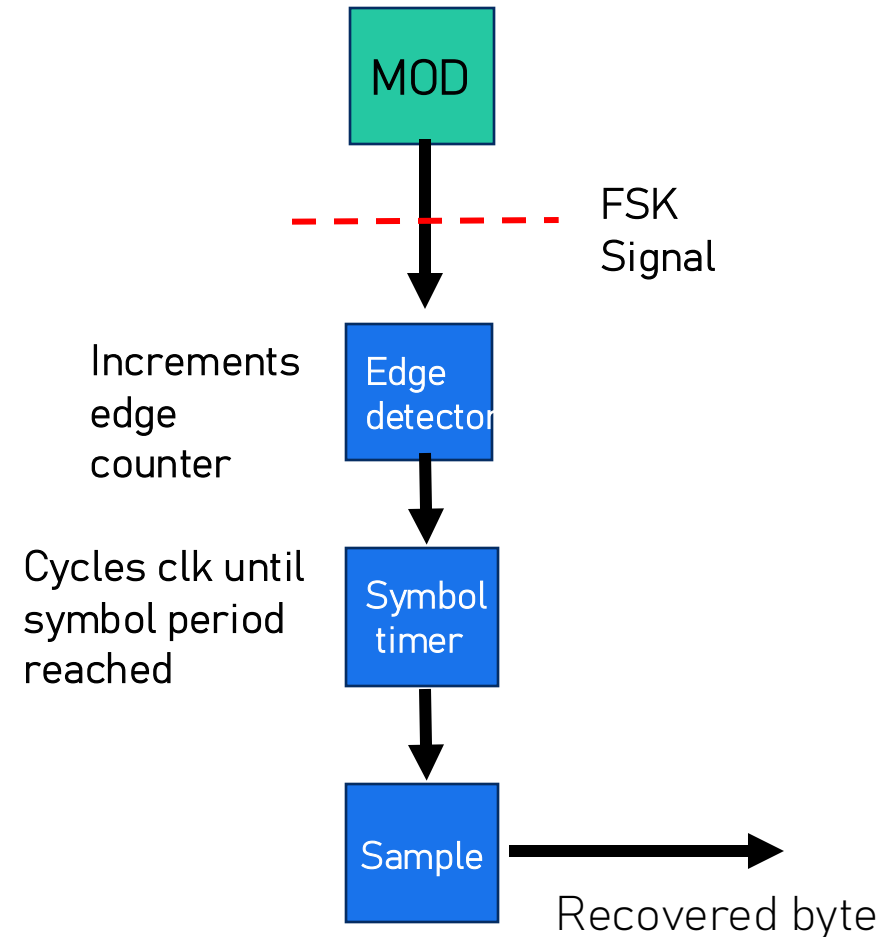 MOD
FSK
Signal
Increments
edge
counter
Edge
detector
Cycles clk until
symbol period
reached
Symbol
timer
Sample
Recovered byte